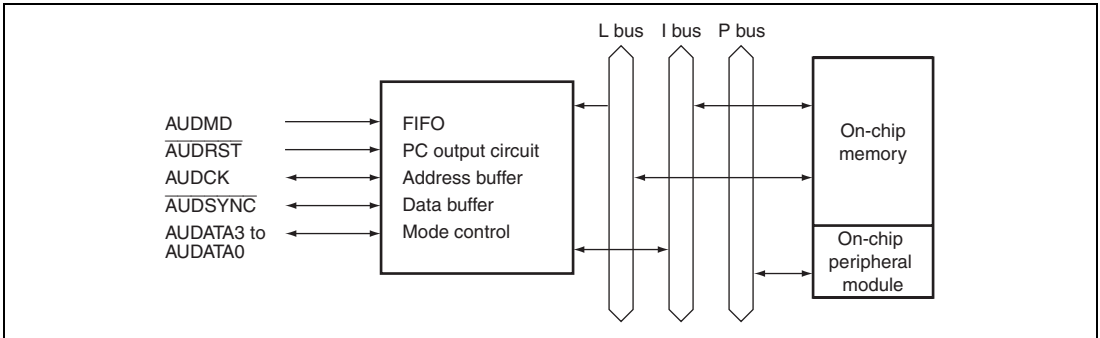 L bus I bus P bus
AUDMD
AUDRST
AUDCK
AUDSYNC
AUDATA3 to
AUDATA0
FIFO
PC output circuit
Address buffer
Data buffer
Mode control
On-chip
memory
On-chip
peripheral
module